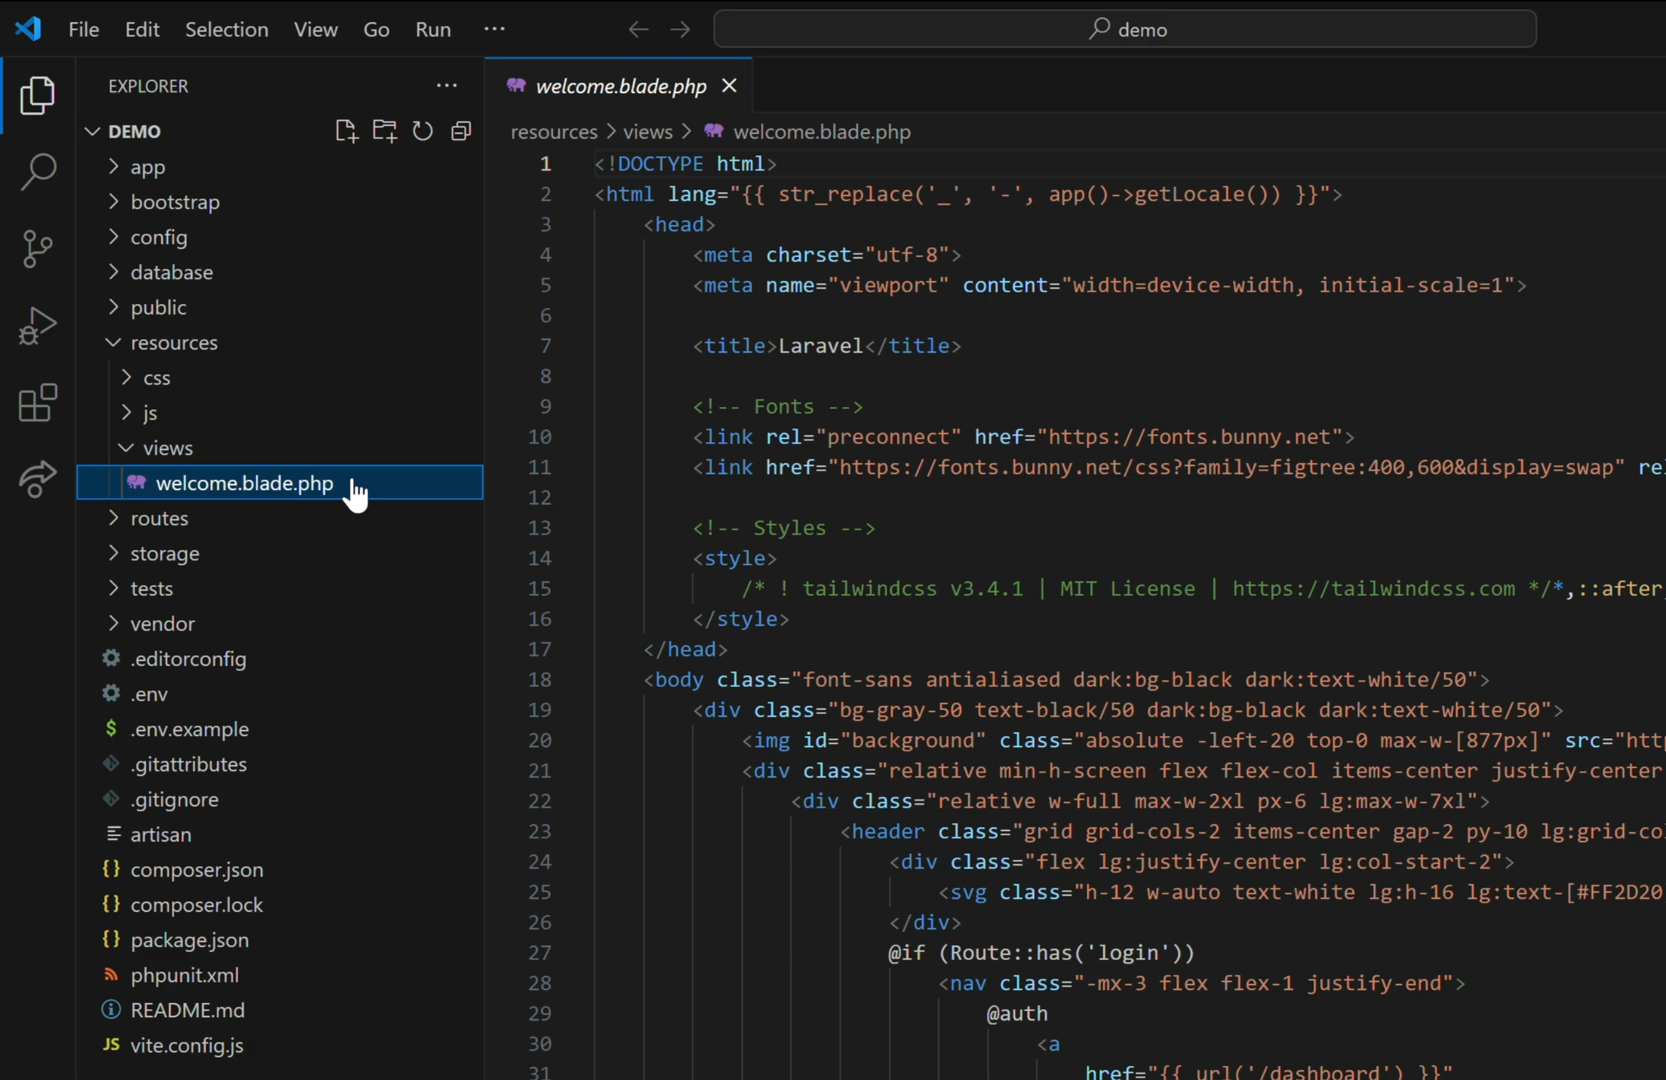 File Edit Selection View Go Run ··· demo
EXPLORER ···
DEMO
app
bootstrap
config
database
public
resources
css
js
views
welcome.blade.php
routes
storage
tests
vendor
.editorconfig
.env
$ .env.example
.gitattributes
.gitignore
artisan
{} composer.json
{} composer.lock
{} package.json
phpunit.xml
README.md
JS vite.config.js
welcome.blade.php
resources > views > welcome.blade.php
1 <!DOCTYPE html>
2 <html lang="{{ str_replace('_', '-', app()->getLocale()) }}">
3 <head>
4 <meta charset="utf-8">
5 <meta name="viewport" content="width=device-width, initial-scale=1">
6
7 <title>Laravel</title>
8
9 <!-- Fonts -->
10 <link rel="preconnect" href="https://fonts.bunny.net">
11 <link href="https://fonts.bunny.net/css?family=figtree:400,600&display=swap" re
12
13 <!-- Styles -->
14 <style>
15 /* ! tailwindcss v3.4.1 | MIT License | https://tailwindcss.com */*,::after,
16 </style>
17 </head>
18 <body class="font-sans antialiased dark:bg-black dark:text-white/50">
19 <div class="bg-gray-50 text-black/50 dark:bg-black dark:text-white/50">
20 <img id="background" class="absolute -left-20 top-0 max-w-[877px]" src="htt
21 <div class="relative min-h-screen flex flex-col items-center justify-center
22 <div class="relative w-full max-w-2xl px-6 lg:max-w-7xl">
23 <header class="grid grid-cols-2 items-center gap-2 py-10 lg:grid-co
24 <div class="flex lg:justify-center lg:col-start-2">
25 <svg class="h-12 w-auto text-white lg:h-16 lg:text-[#FF2D20
26 </div>
27 @if (Route::has('login'))
28 <nav class="-mx-3 flex flex-1 justify-end">
29 @auth
30 <a
31 href="{{ url('/dashboard') }}"